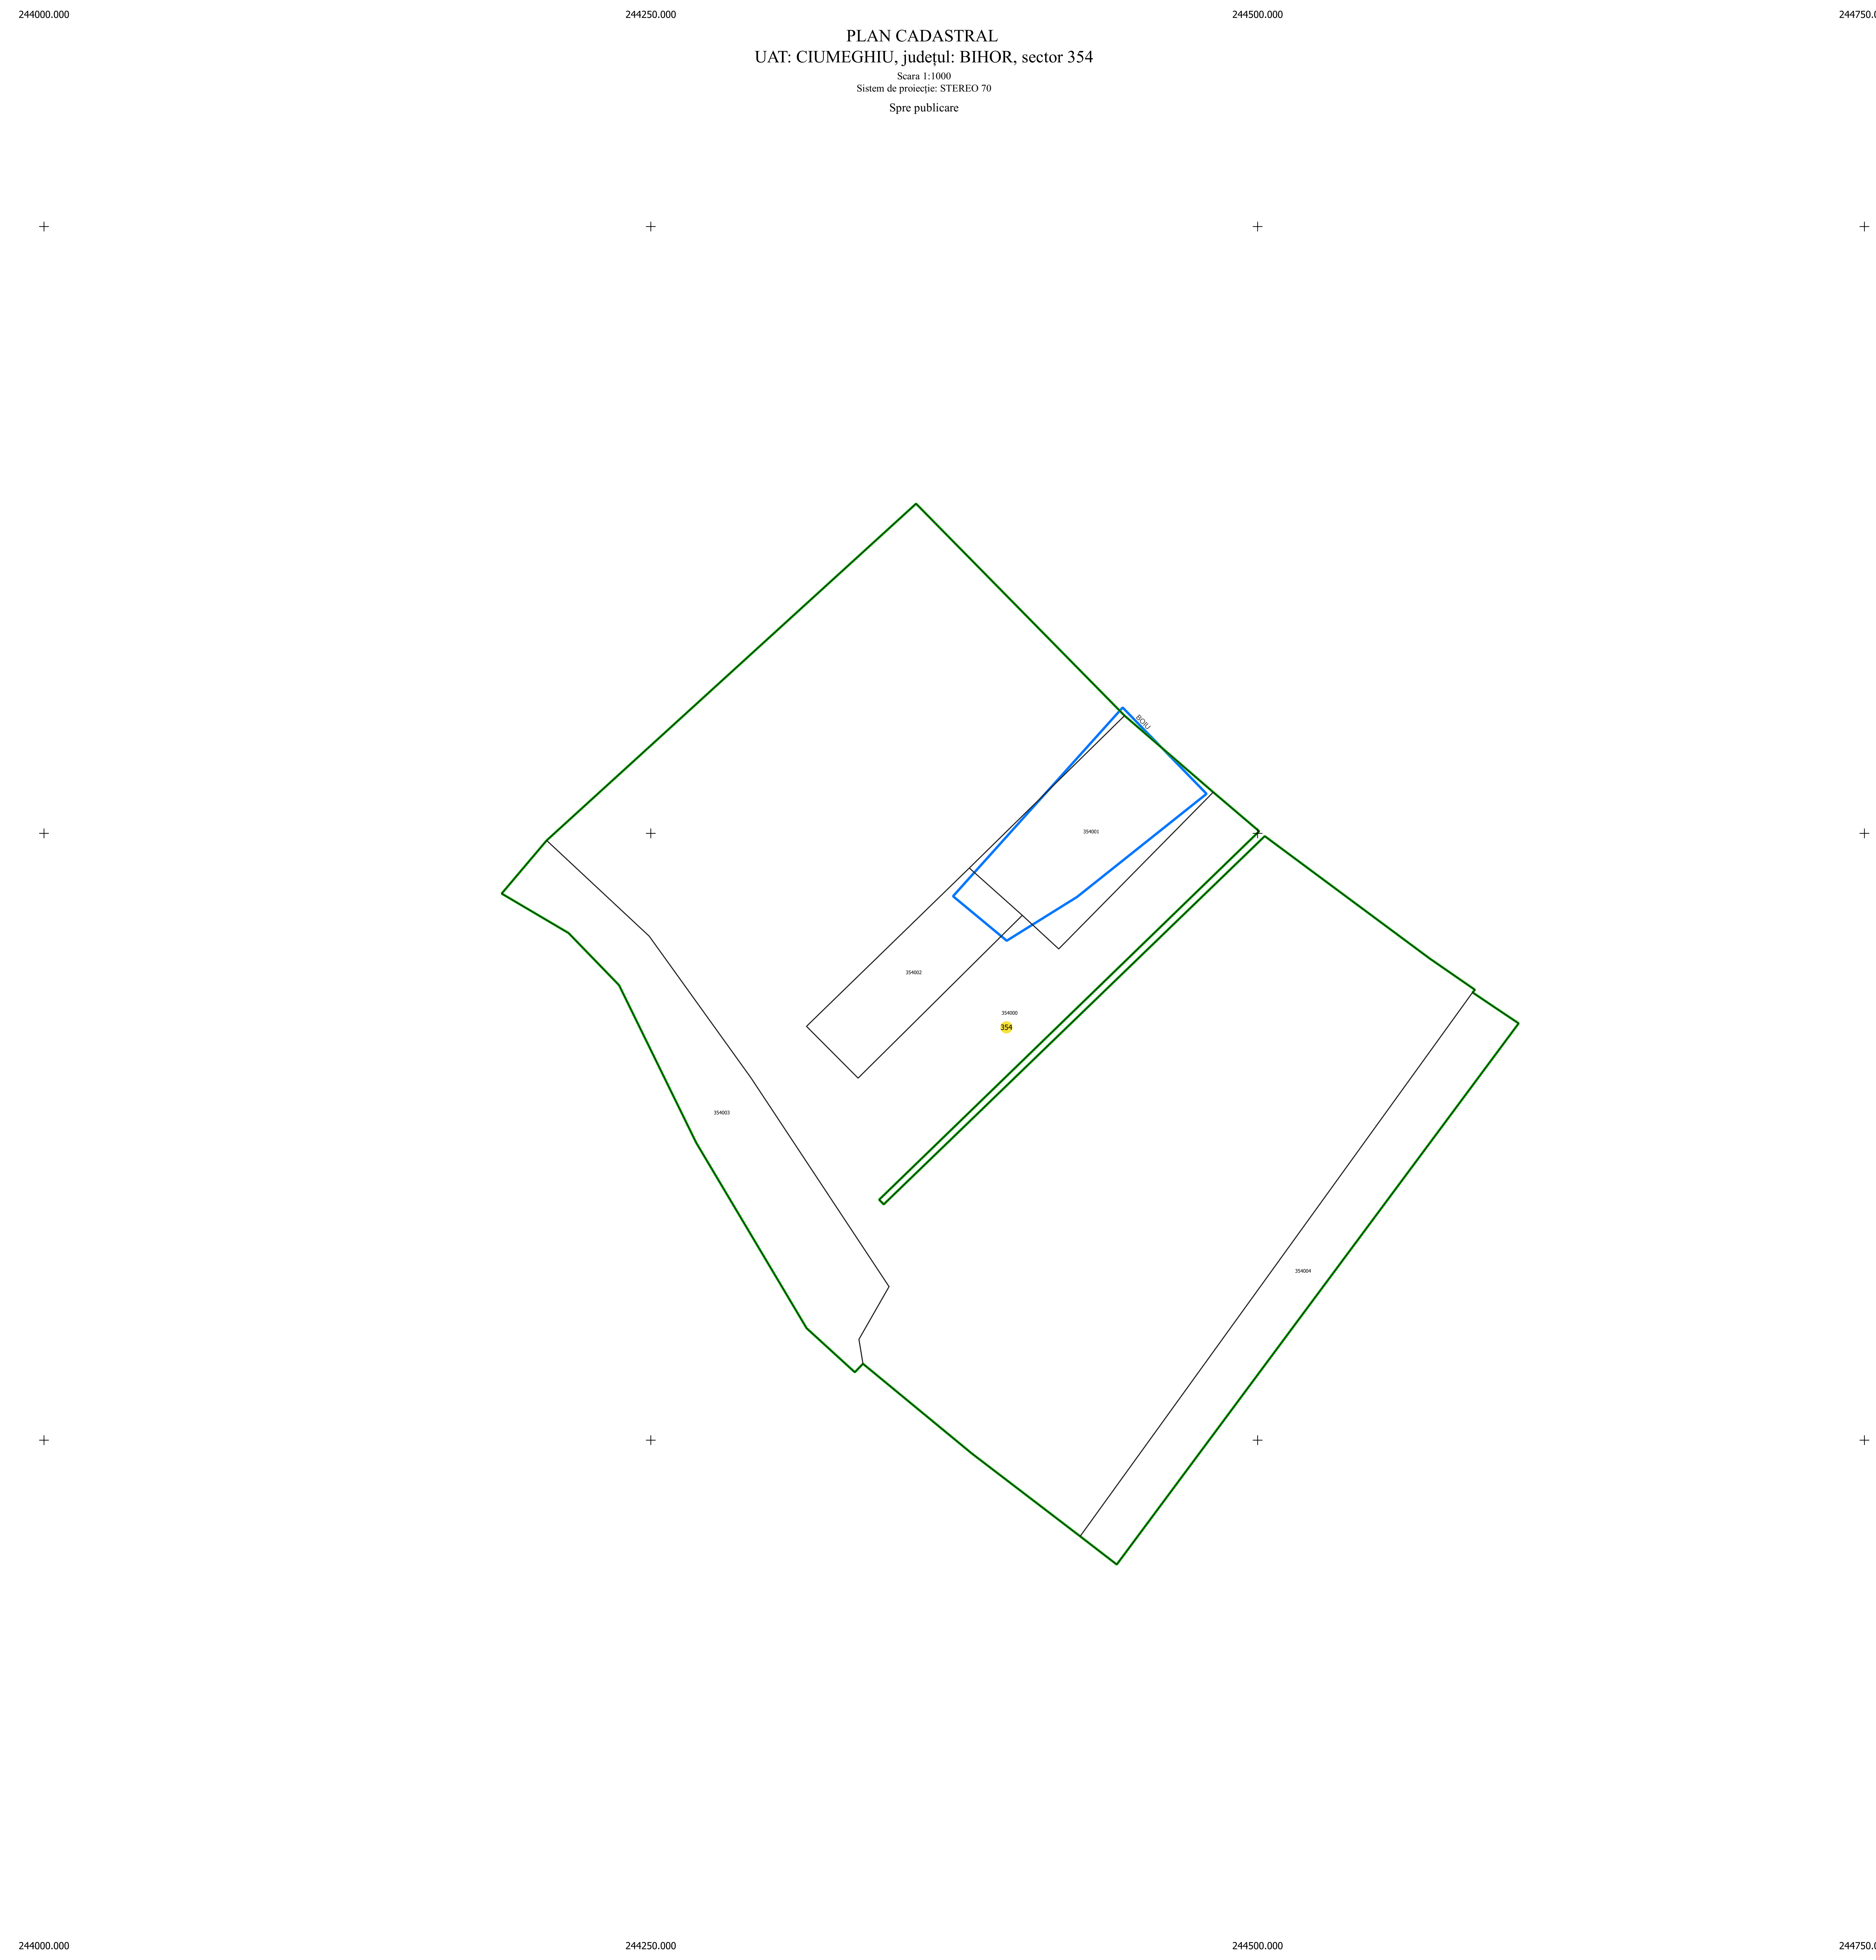 244000.000 244250.000 244500.000 244750.0
PLAN CADASTRAL
UAT: CIUMEGHIU, județul: BIHOR, sector 354
Scara 1:1000
Sistem de proiecție: STEREO 70
Spre publicare
BOIU
354001
354002
354000
354
354003
354004
244000.000 244250.000 244500.000 244750.0